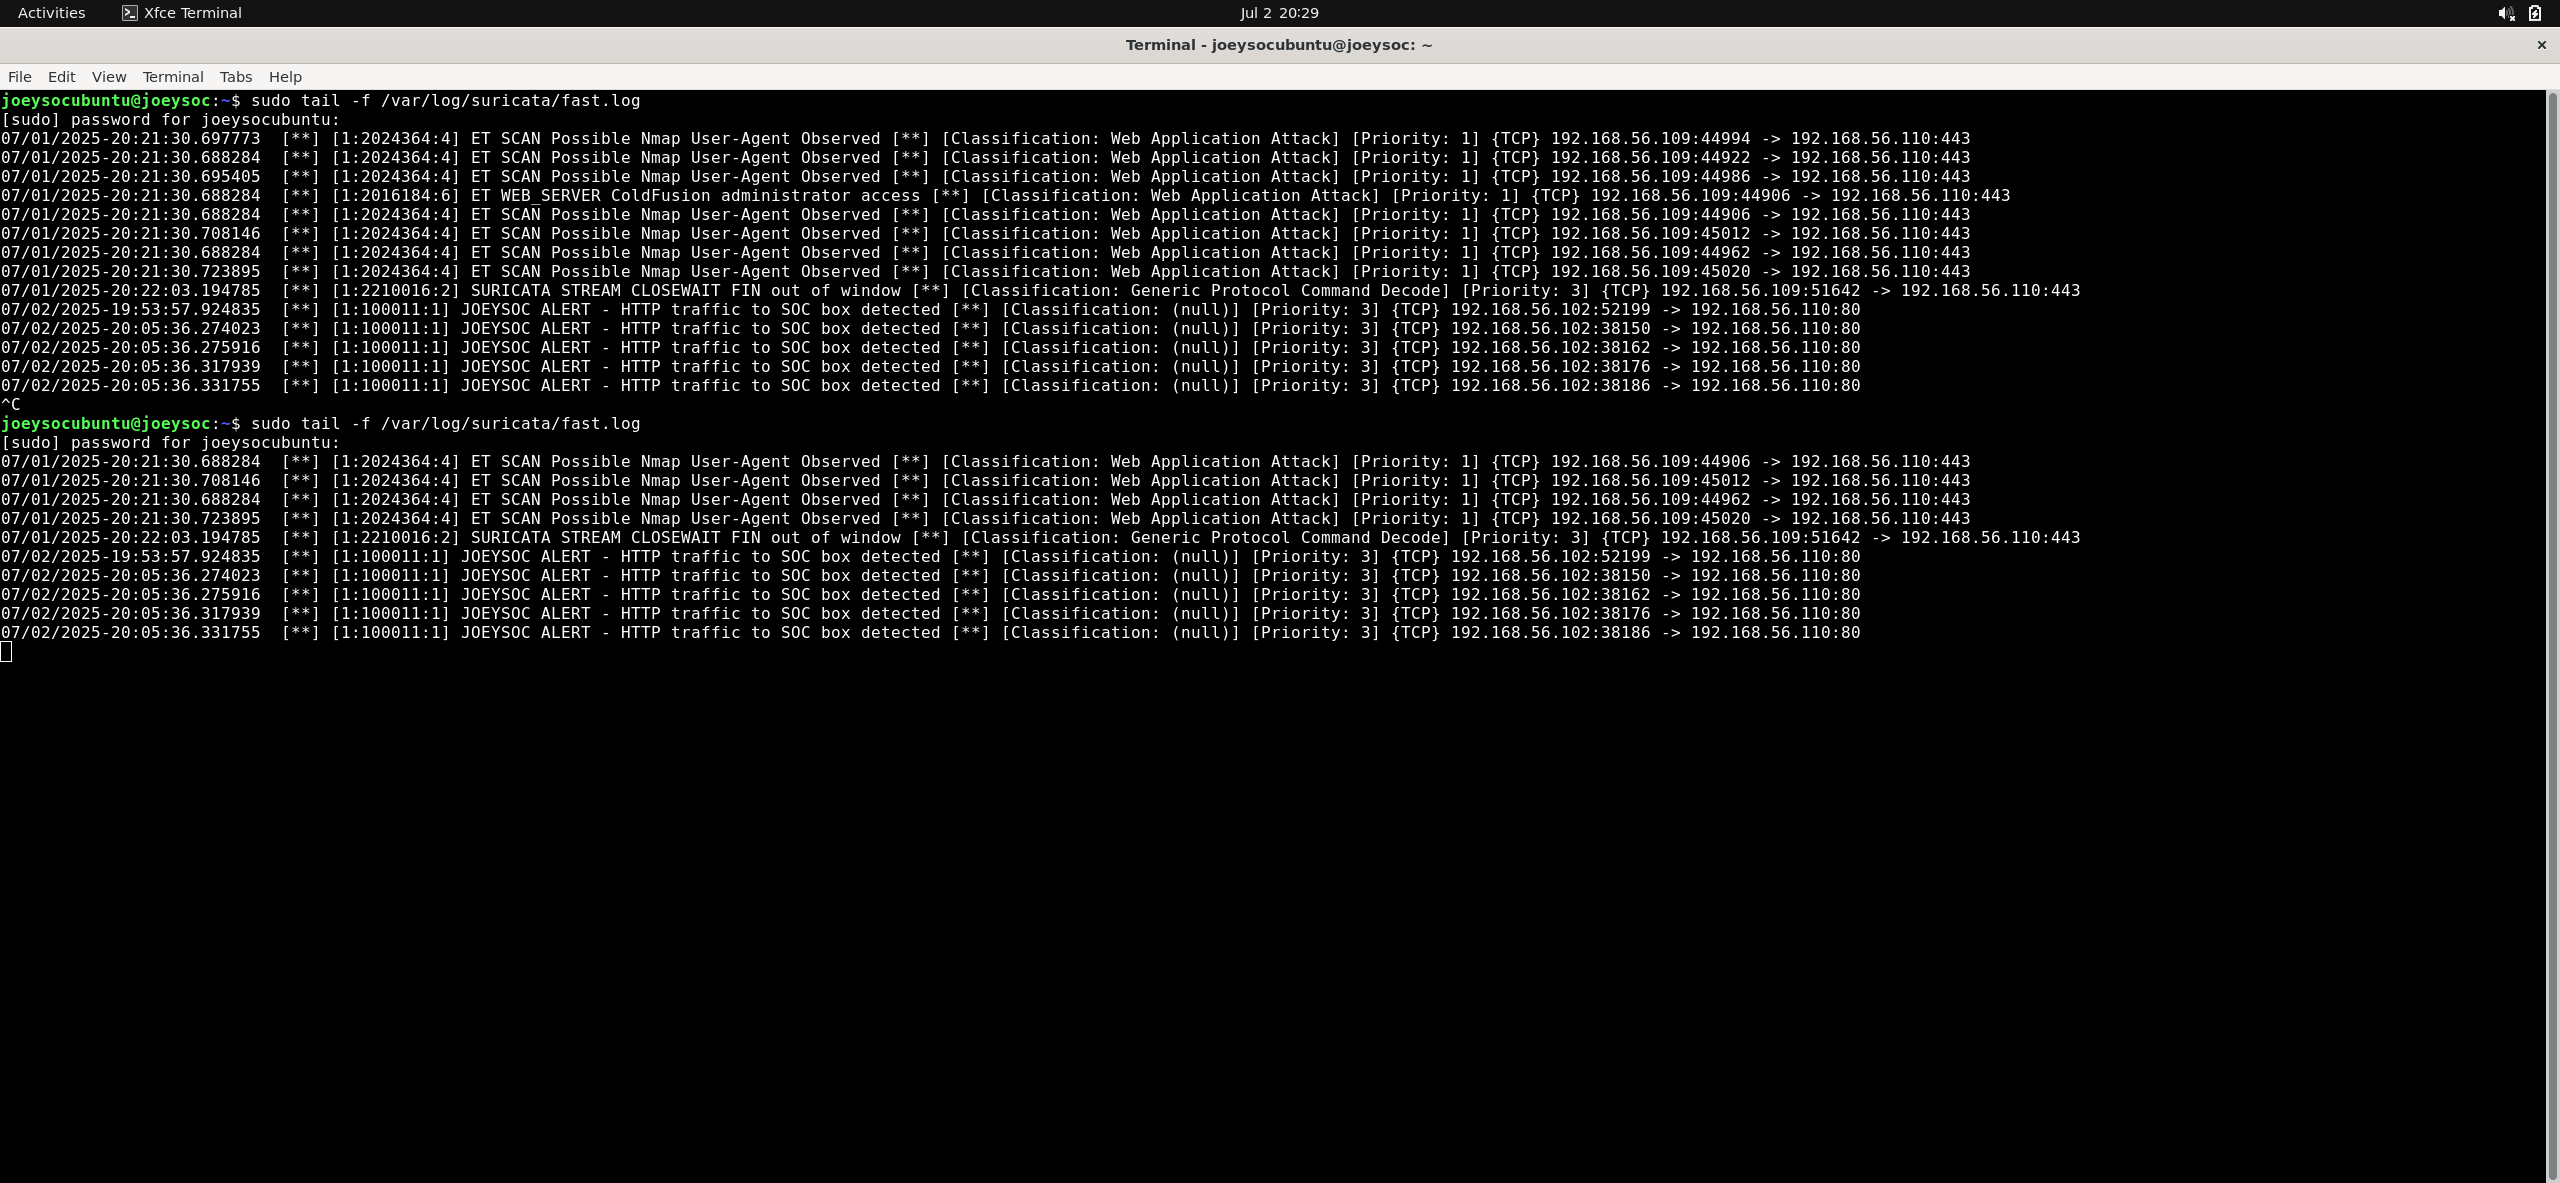 Activities Xfce Terminal Jul 2 20:29
Terminal - joeysocubuntu@joeysoc: ~ ×
File Edit View Terminal Tabs Help
joeysocubuntu@joeysoc:~$ sudo tail -f /var/log/suricata/fast.log
[sudo] password for joeysocubuntu:
07/01/2025-20:21:30.697773  [**] [1:2024364:4] ET SCAN Possible Nmap User-Agent Observed [**] [Classification: Web Application Attack] [Priority: 1] {TCP} 192.168.56.109:44994 -> 192.168.56.110:443
07/01/2025-20:21:30.688284  [**] [1:2024364:4] ET SCAN Possible Nmap User-Agent Observed [**] [Classification: Web Application Attack] [Priority: 1] {TCP} 192.168.56.109:44922 -> 192.168.56.110:443
07/01/2025-20:21:30.695405  [**] [1:2024364:4] ET SCAN Possible Nmap User-Agent Observed [**] [Classification: Web Application Attack] [Priority: 1] {TCP} 192.168.56.109:44986 -> 192.168.56.110:443
07/01/2025-20:21:30.688284  [**] [1:2016184:6] ET WEB_SERVER ColdFusion administrator access [**] [Classification: Web Application Attack] [Priority: 1] {TCP} 192.168.56.109:44906 -> 192.168.56.110:443
07/01/2025-20:21:30.688284  [**] [1:2024364:4] ET SCAN Possible Nmap User-Agent Observed [**] [Classification: Web Application Attack] [Priority: 1] {TCP} 192.168.56.109:44906 -> 192.168.56.110:443
07/01/2025-20:21:30.708146  [**] [1:2024364:4] ET SCAN Possible Nmap User-Agent Observed [**] [Classification: Web Application Attack] [Priority: 1] {TCP} 192.168.56.109:45012 -> 192.168.56.110:443
07/01/2025-20:21:30.688284  [**] [1:2024364:4] ET SCAN Possible Nmap User-Agent Observed [**] [Classification: Web Application Attack] [Priority: 1] {TCP} 192.168.56.109:44962 -> 192.168.56.110:443
07/01/2025-20:21:30.723895  [**] [1:2024364:4] ET SCAN Possible Nmap User-Agent Observed [**] [Classification: Web Application Attack] [Priority: 1] {TCP} 192.168.56.109:45020 -> 192.168.56.110:443
07/01/2025-20:22:03.194785  [**] [1:2210016:2] SURICATA STREAM CLOSEWAIT FIN out of window [**] [Classification: Generic Protocol Command Decode] [Priority: 3] {TCP} 192.168.56.109:51642 -> 192.168.56.110:443
07/02/2025-19:53:57.924835  [**] [1:100011:1] JOEYSOC ALERT - HTTP traffic to SOC box detected [**] [Classification: (null)] [Priority: 3] {TCP} 192.168.56.102:52199 -> 192.168.56.110:80
07/02/2025-20:05:36.274023  [**] [1:100011:1] JOEYSOC ALERT - HTTP traffic to SOC box detected [**] [Classification: (null)] [Priority: 3] {TCP} 192.168.56.102:38150 -> 192.168.56.110:80
07/02/2025-20:05:36.275916  [**] [1:100011:1] JOEYSOC ALERT - HTTP traffic to SOC box detected [**] [Classification: (null)] [Priority: 3] {TCP} 192.168.56.102:38162 -> 192.168.56.110:80
07/02/2025-20:05:36.317939  [**] [1:100011:1] JOEYSOC ALERT - HTTP traffic to SOC box detected [**] [Classification: (null)] [Priority: 3] {TCP} 192.168.56.102:38176 -> 192.168.56.110:80
07/02/2025-20:05:36.331755  [**] [1:100011:1] JOEYSOC ALERT - HTTP traffic to SOC box detected [**] [Classification: (null)] [Priority: 3] {TCP} 192.168.56.102:38186 -> 192.168.56.110:80
^C
joeysocubuntu@joeysoc:~$ sudo tail -f /var/log/suricata/fast.log
[sudo] password for joeysocubuntu:
07/01/2025-20:21:30.688284  [**] [1:2024364:4] ET SCAN Possible Nmap User-Agent Observed [**] [Classification: Web Application Attack] [Priority: 1] {TCP} 192.168.56.109:44906 -> 192.168.56.110:443
07/01/2025-20:21:30.708146  [**] [1:2024364:4] ET SCAN Possible Nmap User-Agent Observed [**] [Classification: Web Application Attack] [Priority: 1] {TCP} 192.168.56.109:45012 -> 192.168.56.110:443
07/01/2025-20:21:30.688284  [**] [1:2024364:4] ET SCAN Possible Nmap User-Agent Observed [**] [Classification: Web Application Attack] [Priority: 1] {TCP} 192.168.56.109:44962 -> 192.168.56.110:443
07/01/2025-20:21:30.723895  [**] [1:2024364:4] ET SCAN Possible Nmap User-Agent Observed [**] [Classification: Web Application Attack] [Priority: 1] {TCP} 192.168.56.109:45020 -> 192.168.56.110:443
07/01/2025-20:22:03.194785  [**] [1:2210016:2] SURICATA STREAM CLOSEWAIT FIN out of window [**] [Classification: Generic Protocol Command Decode] [Priority: 3] {TCP} 192.168.56.109:51642 -> 192.168.56.110:443
07/02/2025-19:53:57.924835  [**] [1:100011:1] JOEYSOC ALERT - HTTP traffic to SOC box detected [**] [Classification: (null)] [Priority: 3] {TCP} 192.168.56.102:52199 -> 192.168.56.110:80
07/02/2025-20:05:36.274023  [**] [1:100011:1] JOEYSOC ALERT - HTTP traffic to SOC box detected [**] [Classification: (null)] [Priority: 3] {TCP} 192.168.56.102:38150 -> 192.168.56.110:80
07/02/2025-20:05:36.275916  [**] [1:100011:1] JOEYSOC ALERT - HTTP traffic to SOC box detected [**] [Classification: (null)] [Priority: 3] {TCP} 192.168.56.102:38162 -> 192.168.56.110:80
07/02/2025-20:05:36.317939  [**] [1:100011:1] JOEYSOC ALERT - HTTP traffic to SOC box detected [**] [Classification: (null)] [Priority: 3] {TCP} 192.168.56.102:38176 -> 192.168.56.110:80
07/02/2025-20:05:36.331755  [**] [1:100011:1] JOEYSOC ALERT - HTTP traffic to SOC box detected [**] [Classification: (null)] [Priority: 3] {TCP} 192.168.56.102:38186 -> 192.168.56.110:80